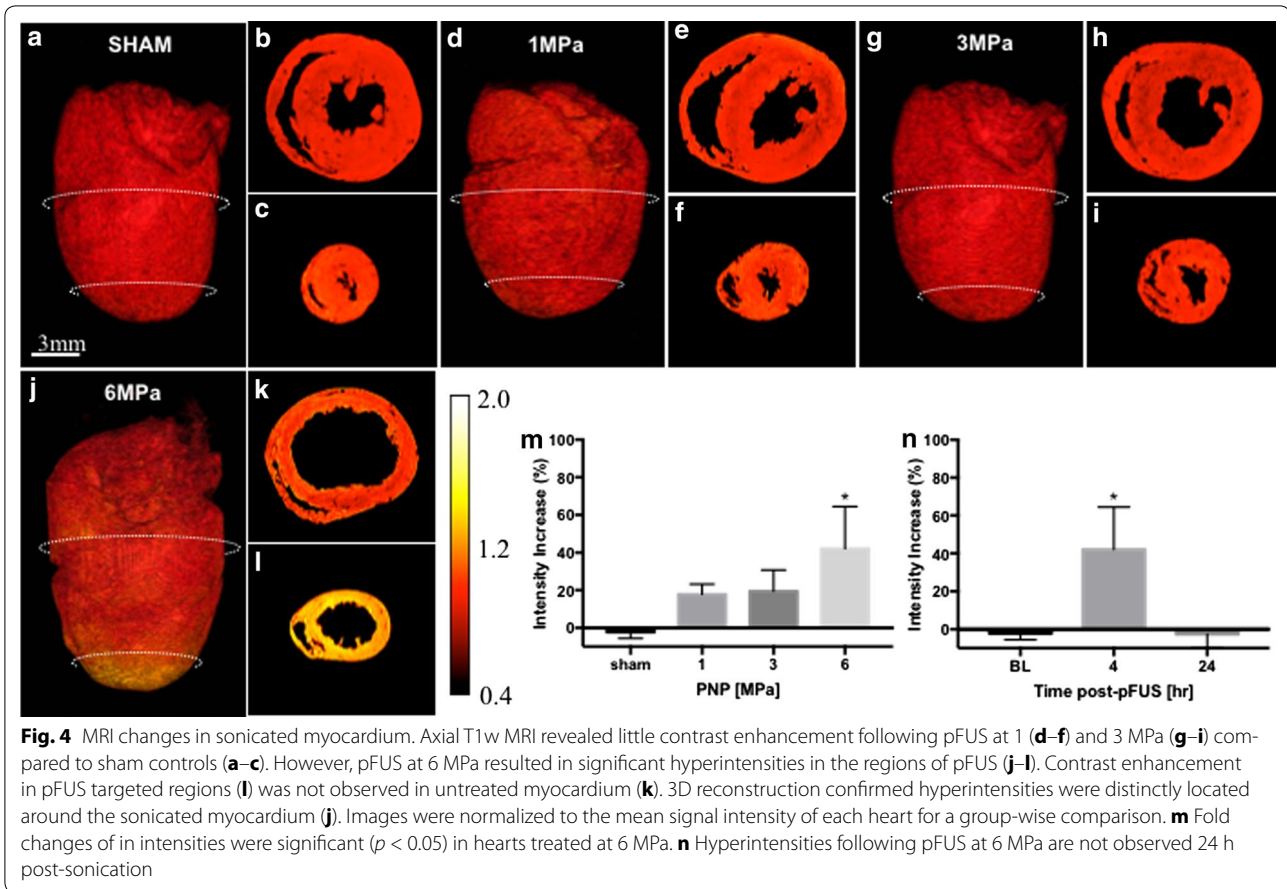 a SHAM
b
c
d 1MPa
e
f
g 3MPa
h
i
3mm
j 6MPa
k
l
2.0
1.2
0.4
m
Intensity Increase (%)
100
80
60
40
20
0
*
sham 1 3 6
PNP [MPa]
n
Intensity Increase (%)
100
80
60
40
20
0
*
BL 4 24
Time post-pFUS [hr]
Fig. 4 MRI changes in sonicated myocardium. Axial T1w MRI revealed little contrast enhancement following pFUS at 1 (d–f) and 3 MPa (g–i) com-
pared to sham controls (a–c). However, pFUS at 6 MPa resulted in significant hyperintensities in the regions of pFUS (j–l). Contrast enhancement
in pFUS targeted regions (l) was not observed in untreated myocardium (k). 3D reconstruction confirmed hyperintensities were distinctly located
around the sonicated myocardium (j). Images were normalized to the mean signal intensity of each heart for a group-wise comparison. m Fold
changes of in intensities were significant (p < 0.05) in hearts treated at 6 MPa. n Hyperintensities following pFUS at 6 MPa are not observed 24 h
post-sonication